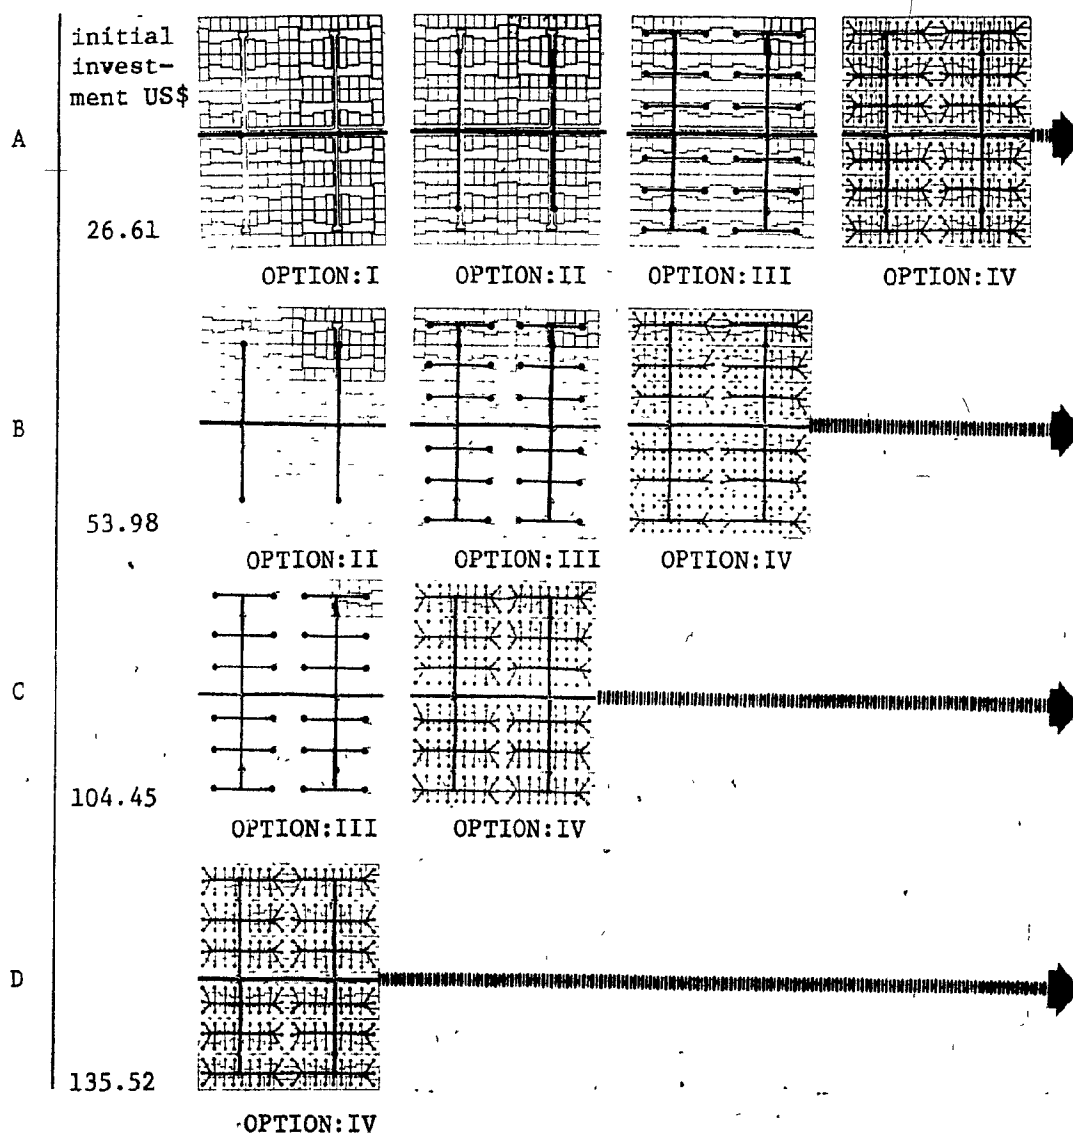 initial
invest-
ment US$
A
26.61
OPTION:I OPTION:II OPTION:III OPTION:IV
B
53.98
OPTION:II OPTION:III OPTION:IV
C
104.45
OPTION:III OPTION:IV
D
135.52
OPTION:IV